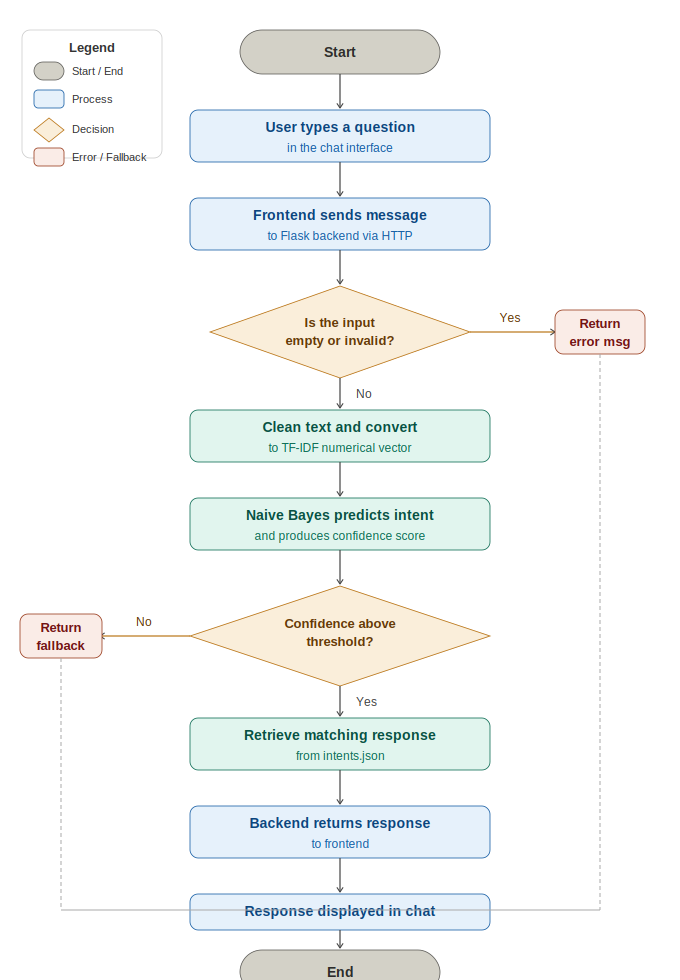 Legend
Start / End
Process
Decision
Error / Fallback
Start
User types a question
in the chat interface
Frontend sends message
to Flask backend via HTTP
Is the input
empty or invalid?
Yes
Return
error msg
No
Clean text and convert
to TF-IDF numerical vector
Naive Bayes predicts intent
and produces confidence score
Confidence above
threshold?
No
Return
fallback
Yes
Retrieve matching response
from intents.json
Backend returns response
to frontend
Response displayed in chat
End